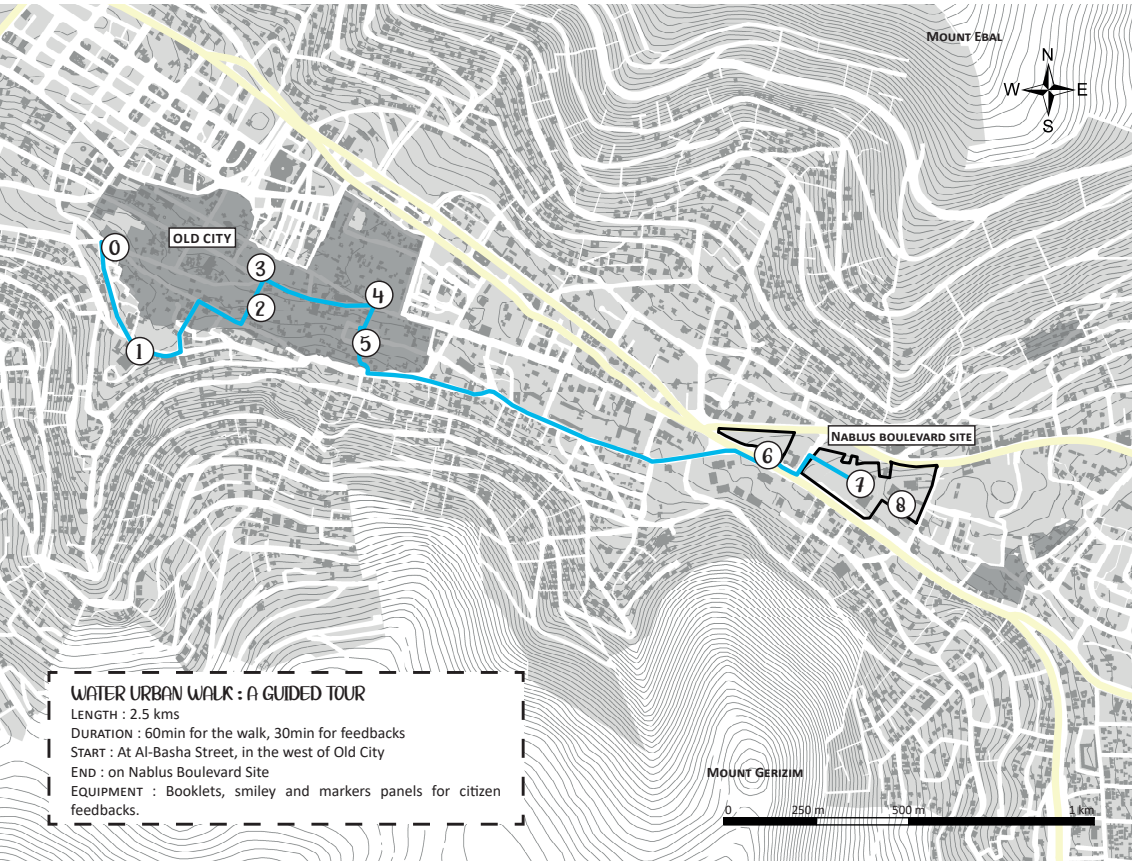 MOUNT EBAL
N
W E
S
OLD CITY
0
3
4
2
5
1
NABLUS BOULEVARD SITE
6
7
8
WATER URBAN WALK : A GUIDED TOUR
LENGTH : 2.5 kms
DURATION : 60min for the walk, 30min for feedbacks
START : At Al-Basha Street, in the west of Old City
END : on Nablus Boulevard Site
EQUIPMENT : Booklets, smiley and markers panels for citizen
feedbacks.
MOUNT GERIZIM
0 250 m 500 m 1 km